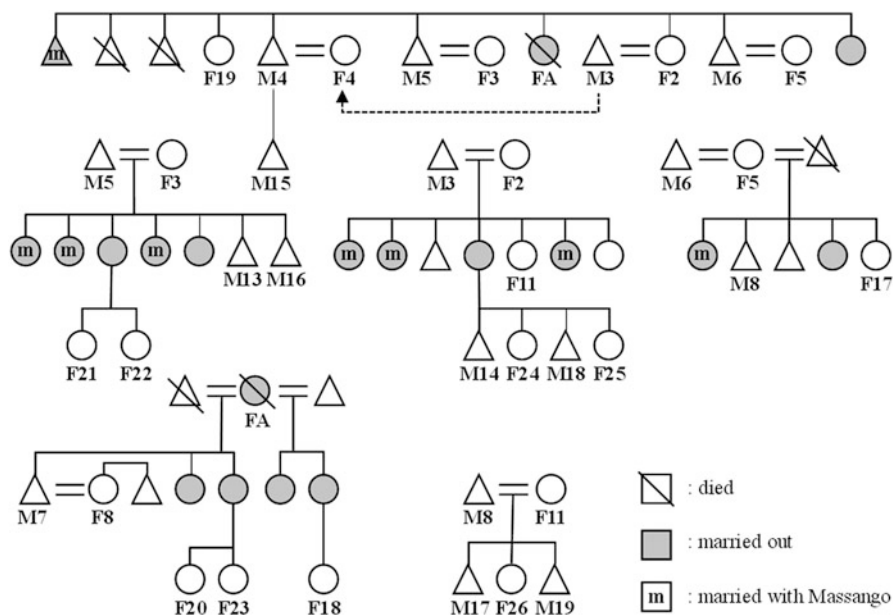 m
F19 M4 F4 M5 F3 FA M3 F2 M6 F5
M5 F3 M15 M3 F2 M6 F5
m m m m m m m
M13 M16 F11 M8 F17
F21 F22 M14 F24 M18 F25
FA
M7 F8 M8 F11
F20 F23 F18 M17 F26 M19
: died
: married out
m : married with Massango